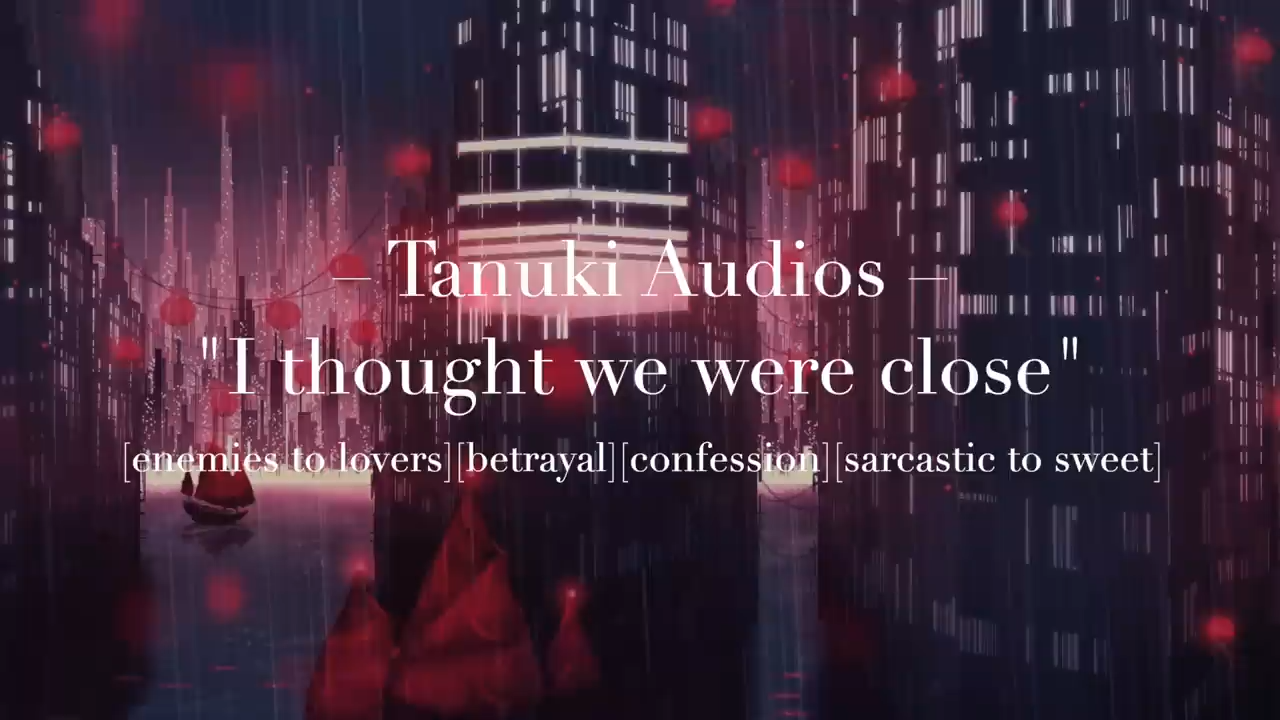 – Tanuki Audios –
"I thought we were close"
[enemies to lovers][betrayal][confession][sarcastic to sweet]